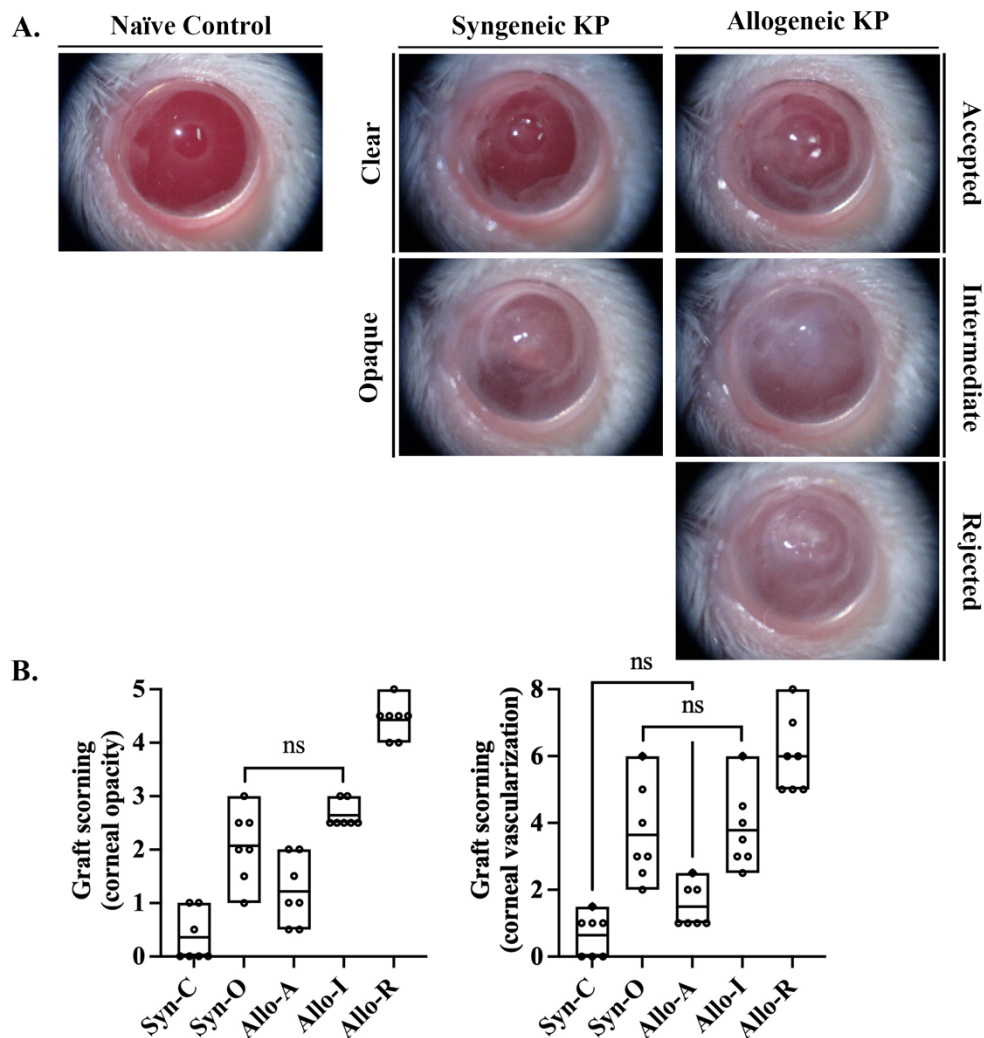 A.
Naïve Control
Syngeneic KP
Allogeneic KP
Clear
Accepted
Opaque
Intermediate
Rejected
B.
Graft scorning
(corneal opacity)
5
4
3
2
1
0
ns
Syn-C
Syn-O
Allo-A
Allo-I
Allo-R
Graft scorning
(corneal vascularization)
8
6
4
2
0
ns
ns
Syn-C
Syn-O
Allo-A
Allo-I
Allo-R